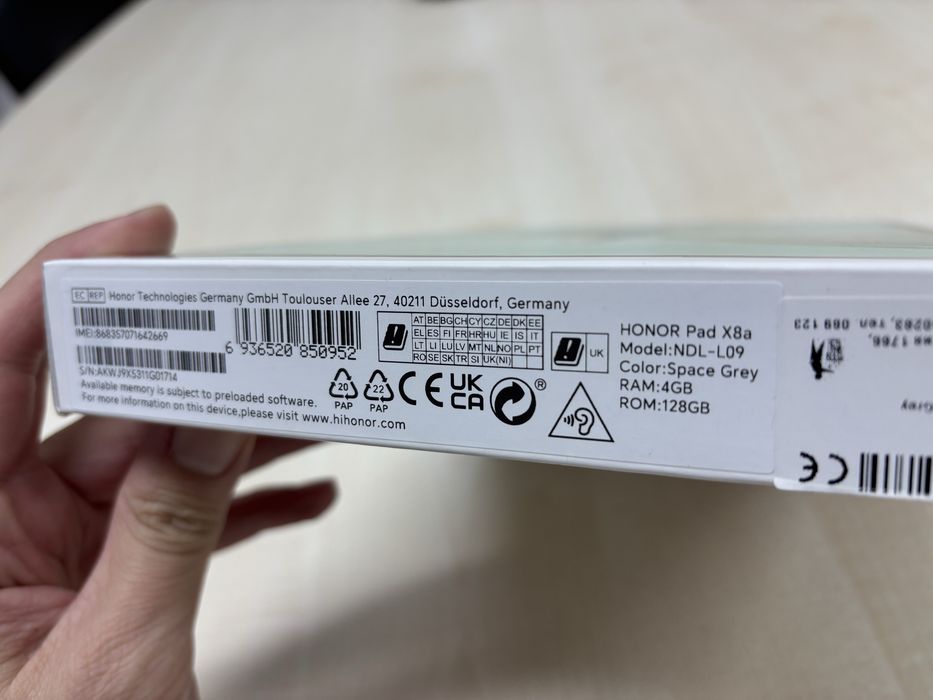 EC REP Honor Technologies Germany GmbH Toulouser Allee 27, 40211 Düsseldorf, Germany
IMEI:868357071642669
S/N:AKWJ9X5311G01714
6 936520 850952
AT BE BG CH CY CZ DE DK EE
EL ES FI FR HR HU IE IS IT
LT LI LU LV MT NL NO PL PT
RO SE SK TR SI UK(NI)
UK
Available memory is subject to preloaded software.
For more information on this device,please visit www.hihonor.com
20
PAP
22
PAP
CE
UK
CA
®
HONOR Pad X8a
Model:NDL-L09
Color:Space Grey
RAM:4GB
ROM:128GB
089 123
CE